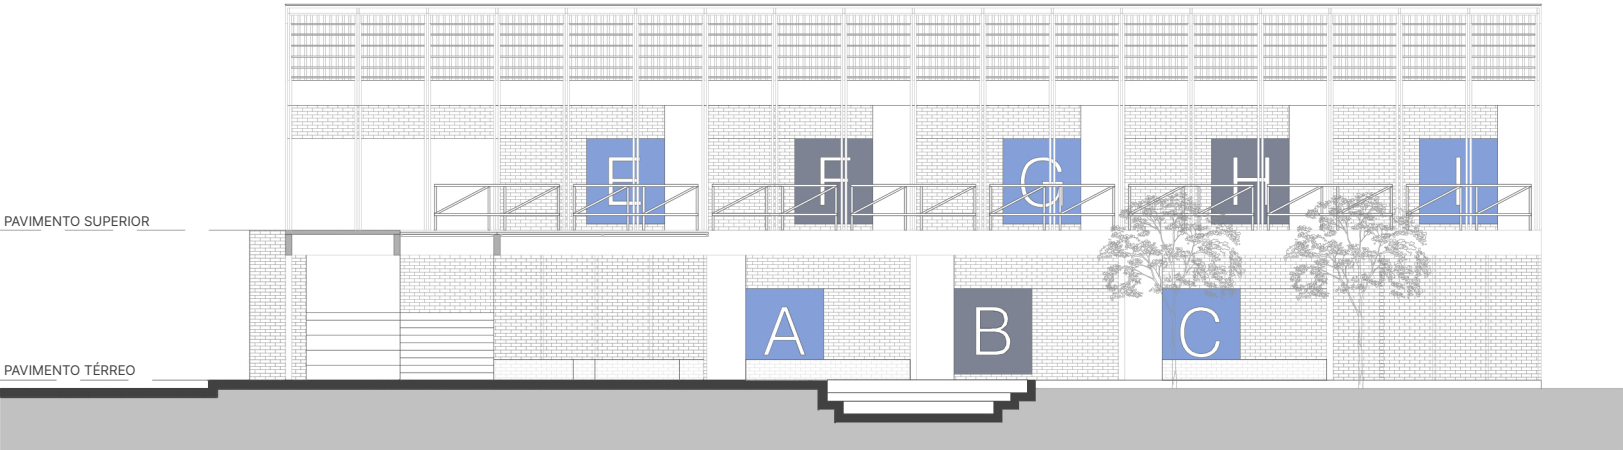 E F G H I
PAVIMENTO SUPERIOR
A B C
PAVIMENTO TÉRREO